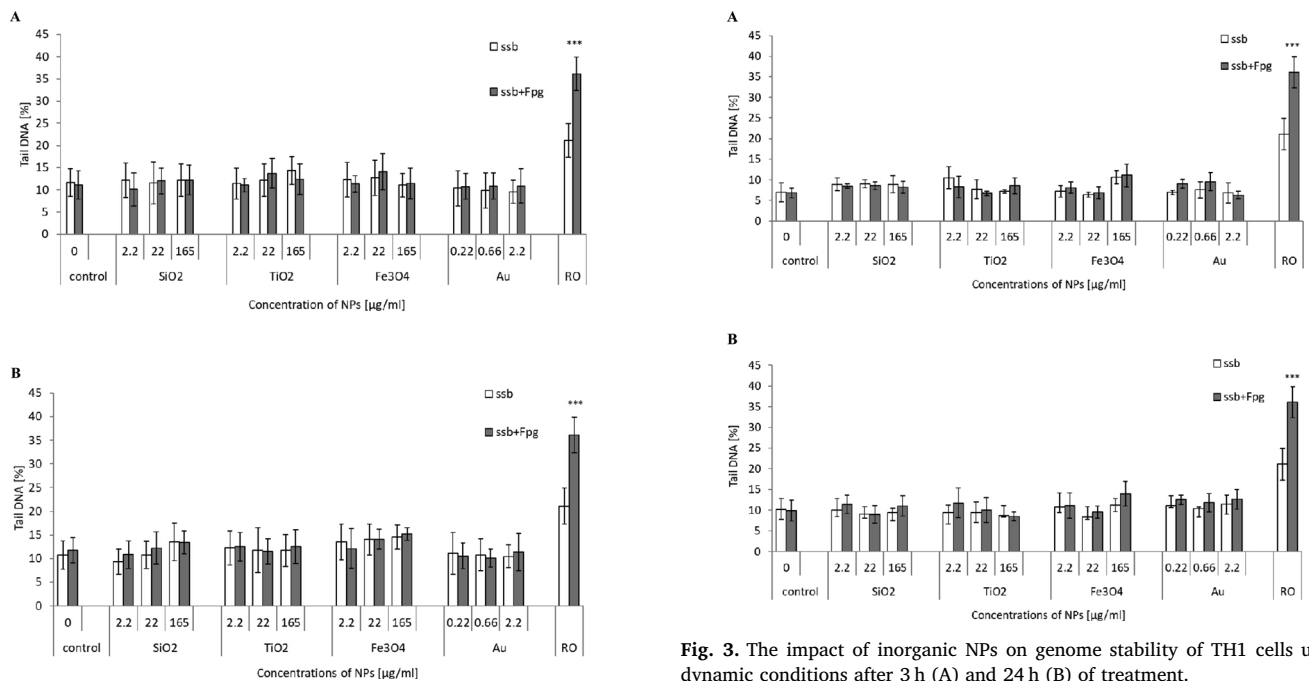 A
Tail DNA [%]
45
40
35
30
25
20
15
10
5
0
ssb
ssb+Fpg
***
0 2.2 22 165 2.2 22 165 2.2 22 165 0.22 0.66 2.2
control SiO2 TiO2 Fe3O4 Au RO
Concentration of NPs [µg/ml]
B
Tail DNA [%]
50
45
40
35
30
25
20
15
10
5
0
ssb
ssb+Fpg
***
0 2.2 22 165 2.2 22 165 2.2 22 165 0.22 0.66 2.2
control SiO2 TiO2 Fe3O4 Au RO
Concentrations of NPs [µg/ml]
A
Tail DNA [%]
45
40
35
30
25
20
15
10
5
0
ssb
ssb+Fpg
***
0 2.2 22 165 2.2 22 165 2.2 22 165 0.22 0.66 2.2
control SiO2 TiO2 Fe3O4 Au RO
Concentration of NPs [µg/ml]
B
Tail DNA [%]
45
40
35
30
25
20
15
10
5
0
ssb
ssb+Fpg
***
0 2.2 22 165 2.2 22 165 2.2 22 165 0.22 0.66 2.2
control SiO2 TiO2 Fe3O4 Au RO
Concentrations of NPs [µg/ml]
Fig. 3. The impact of inorganic NPs on genome stability of TH1 cells u
dynamic conditions after 3 h (A) and 24 h (B) of treatment.